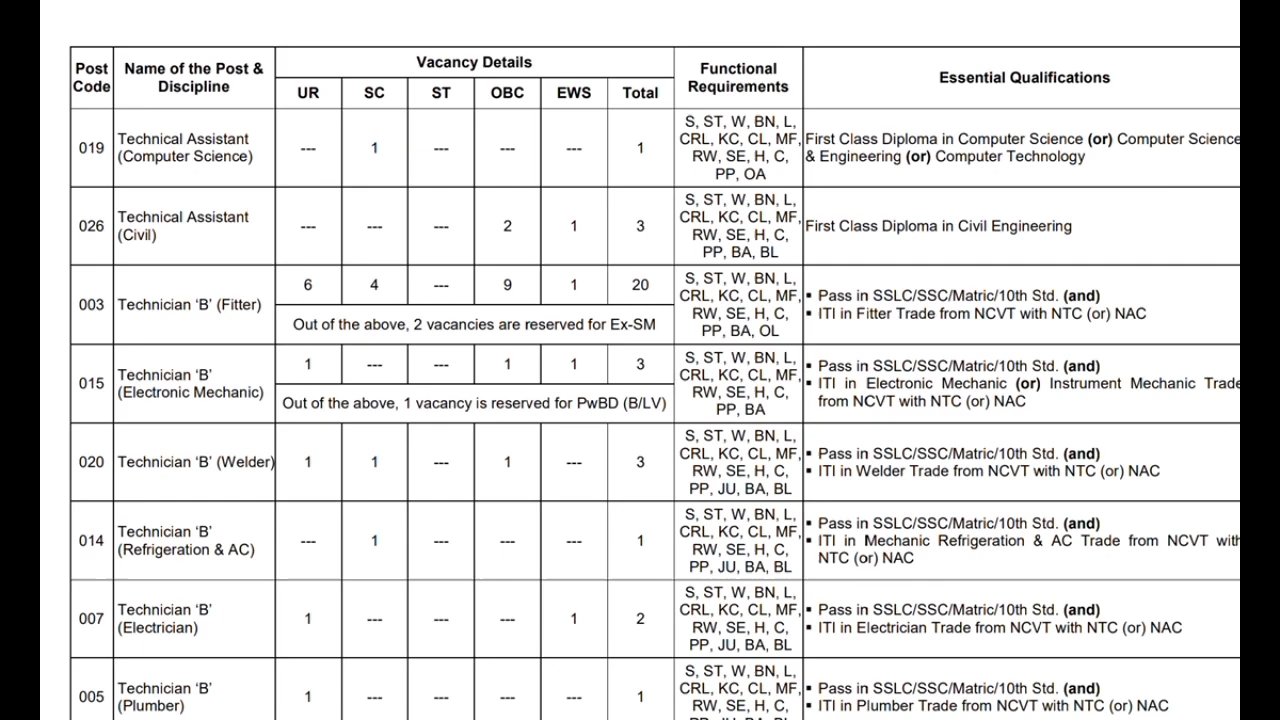 Post Code | Name of the Post & Discipline | Vacancy Details | Functional Requirements | Essential Qualifications
UR | SC | ST | OBC | EWS | Total
019 | Technical Assistant (Computer Science) | --- | 1 | --- | --- | --- | 1 | S, ST, W, BN, L, CRL, KC, CL, MF, RW, SE, H, C, PP, OA | First Class Diploma in Computer Science (or) Computer Science & Engineering (or) Computer Technology
026 | Technical Assistant (Civil) | --- | --- | --- | 2 | 1 | 3 | S, ST, W, BN, L, CRL, KC, CL, MF, RW, SE, H, C, PP, BA, BL | First Class Diploma in Civil Engineering
003 | Technician ‘B’ (Fitter) | 6 | 4 | --- | 9 | 1 | 20 | S, ST, W, BN, L, CRL, KC, CL, MF, RW, SE, H, C, PP, BA, OL | ▪ Pass in SSLC/SSC/Matric/10th Std. (and) ▪ ITI in Fitter Trade from NCVT with NTC (or) NAC
Out of the above, 2 vacancies are reserved for Ex-SM
015 | Technician ‘B’ (Electronic Mechanic) | 1 | --- | --- | 1 | 1 | 3 | S, ST, W, BN, L, CRL, KC, CL, MF, RW, SE, H, C, PP, BA | ▪ Pass in SSLC/SSC/Matric/10th Std. (and) ▪ ITI in Electronic Mechanic (or) Instrument Mechanic Trade from NCVT with NTC (or) NAC
Out of the above, 1 vacancy is reserved for PwBD (B/LV)
020 | Technician ‘B’ (Welder) | 1 | 1 | --- | 1 | --- | 3 | S, ST, W, BN, L, CRL, KC, CL, MF, RW, SE, H, C, PP, JU, BA, BL | ▪ Pass in SSLC/SSC/Matric/10th Std. (and) ▪ ITI in Welder Trade from NCVT with NTC (or) NAC
014 | Technician ‘B’ (Refrigeration & AC) | --- | 1 | --- | --- | --- | 1 | S, ST, W, BN, L, CRL, KC, CL, MF, RW, SE, H, C, PP, JU, BA, BL | ▪ Pass in SSLC/SSC/Matric/10th Std. (and) ▪ ITI in Mechanic Refrigeration & AC Trade from NCVT with NTC (or) NAC
007 | Technician ‘B’ (Electrician) | 1 | --- | --- | --- | 1 | 2 | S, ST, W, BN, L, CRL, KC, CL, MF, RW, SE, H, C, PP, JU, BA, BL | ▪ Pass in SSLC/SSC/Matric/10th Std. (and) ▪ ITI in Electrician Trade from NCVT with NTC (or) NAC
005 | Technician ‘B’ (Plumber) | 1 | --- | --- | --- | --- | 1 | S, ST, W, BN, L, CRL, KC, CL, MF, RW, SE, H, C, | ▪ Pass in SSLC/SSC/Matric/10th Std. (and) ▪ ITI in Plumber Trade from NCVT with NTC (or) NAC